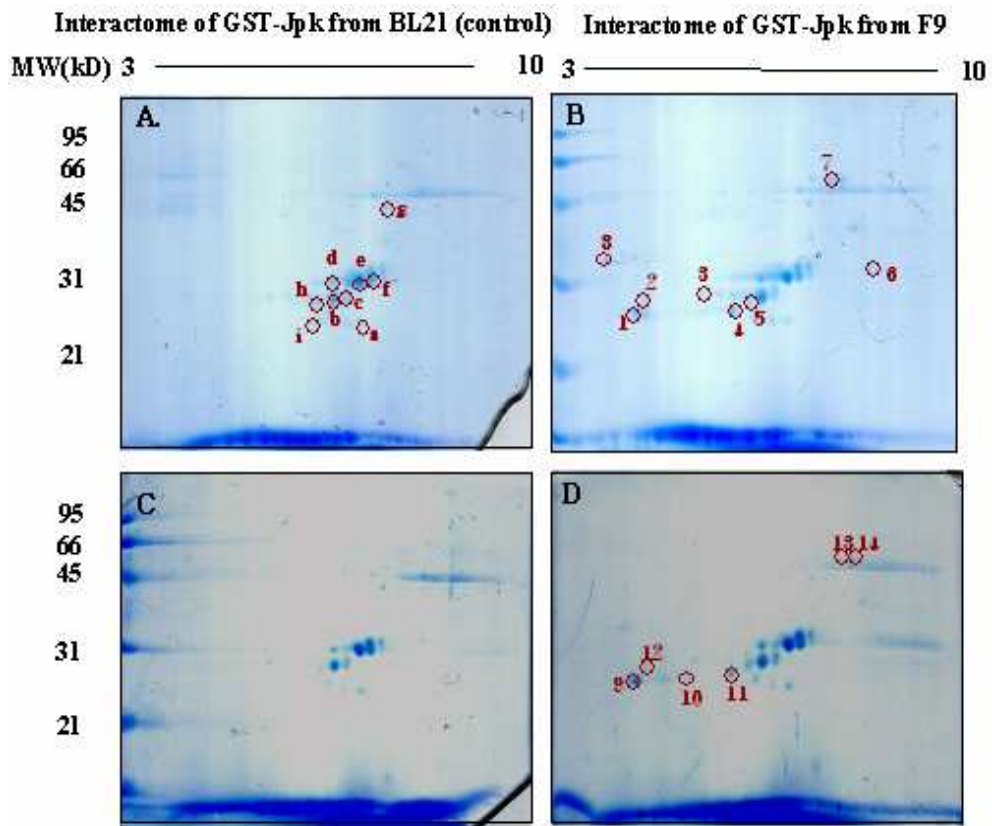 Interactome of GST-Jpk from BL21 (control) Interactome of GST-Jpk from F9
MW(kD) 3 10 3 10
A.
95
66
45
31
21
g
d
e
h
f
c
b
i
a
B
7
8
6
2
3
1
4
5
C
95
66
45
31
21
D
13 14
12
9
10
11